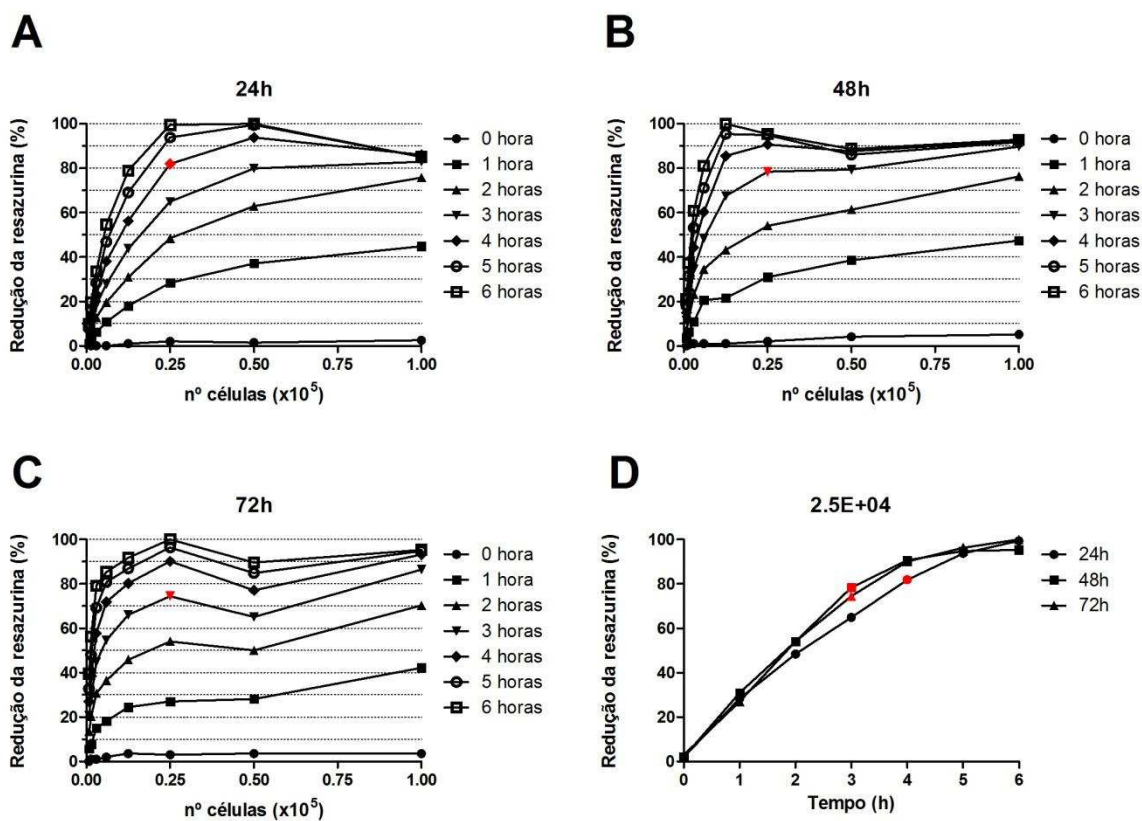 A
24h
Redução da resazurina (%)
100
80
60
40
20
0
0.00
0.25
0.50
0.75
1.00
nº células (x10⁵)
0 hora
1 hora
2 horas
3 horas
4 horas
5 horas
6 horas
B
48h
Redução da resazurina (%)
100
80
60
40
20
0
0.00
0.25
0.50
0.75
1.00
nº células (x10⁵)
0 hora
1 hora
2 horas
3 horas
4 horas
5 horas
6 horas
C
72h
Redução da resazurina (%)
100
80
60
40
20
0
0.00
0.25
0.50
0.75
1.00
nº células (x10⁵)
0 hora
1 hora
2 horas
3 horas
4 horas
5 horas
6 horas
D
2.5E+04
Redução da resazurina (%)
100
80
60
40
20
0
0
1
2
3
4
5
6
Tempo (h)
24h
48h
72h